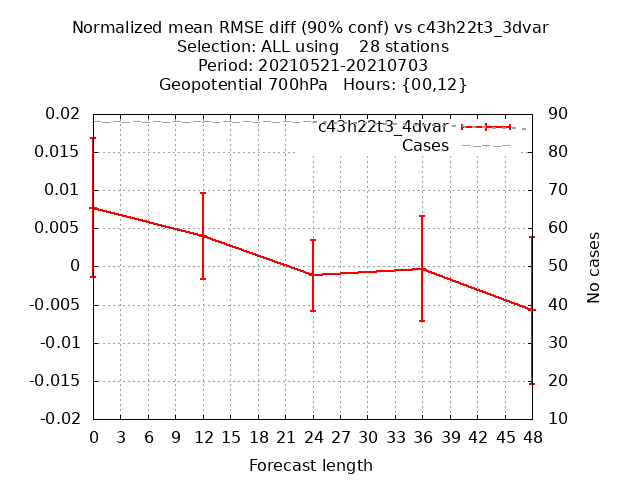 Normalized mean RMSE diff (90% conf) vs c43h22t3_3dvar
Selection: ALL using    28 stations
Period: 20210521-20210703
Geopotential 700hPa   Hours: {00,12}
c43h22t3_4dvar
Cases
0.02
0.015
0.01
0.005
0
-0.005
-0.01
-0.015
-0.02
90
80
70
60
50
40
30
20
10
No cases
0 3 6 9 12 15 18 21 24 27 30 33 36 39 42 45 48
Forecast length